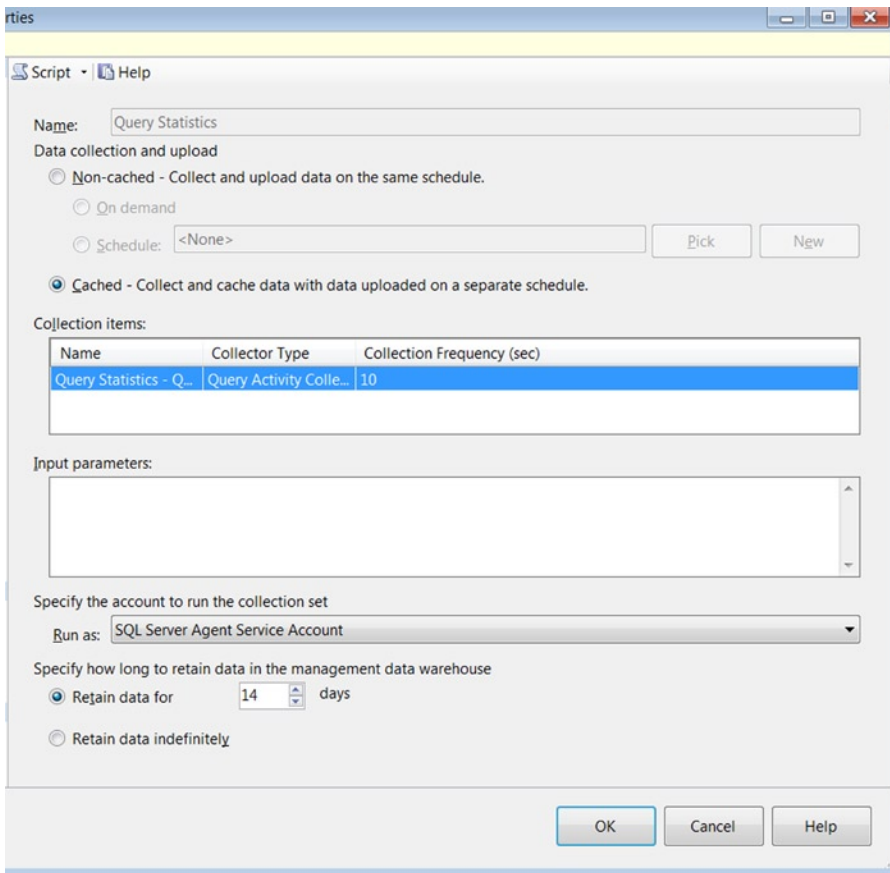 rties
Script Help
Name: Query Statistics
Data collection and upload
Non-cached - Collect and upload data on the same schedule.
On demand
Schedule: <None> Pick New
Cached - Collect and cache data with data uploaded on a separate schedule.
Collection items:
Name Collector Type Collection Frequency (sec)
Query Statistics - Q... Query Activity Colle... 10
Input parameters:
Specify the account to run the collection set
Run as: SQL Server Agent Service Account
Specify how long to retain data in the management data warehouse
Retain data for 14 days
Retain data indefinitely
OK Cancel Help